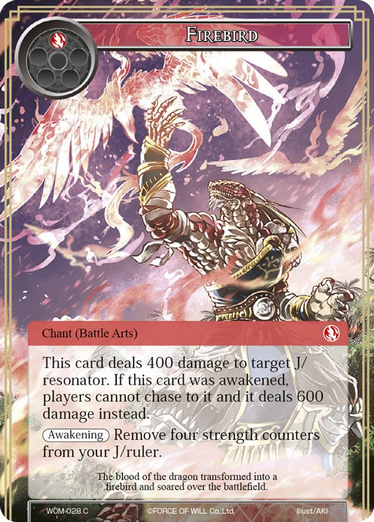 Firebird
Chant (Battle Arts)
This card deals 400 damage to target J/
resonator. If this card was awakened,
players cannot chase to it and it deals 600
damage instead.
Awakening Remove four strength counters
from your J/ruler.
The blood of the dragon transformed into a
firebird and soared over the battlefield.
WOM-028 C ©FORCE OF WILL Co.,Ltd. Illust/AKI